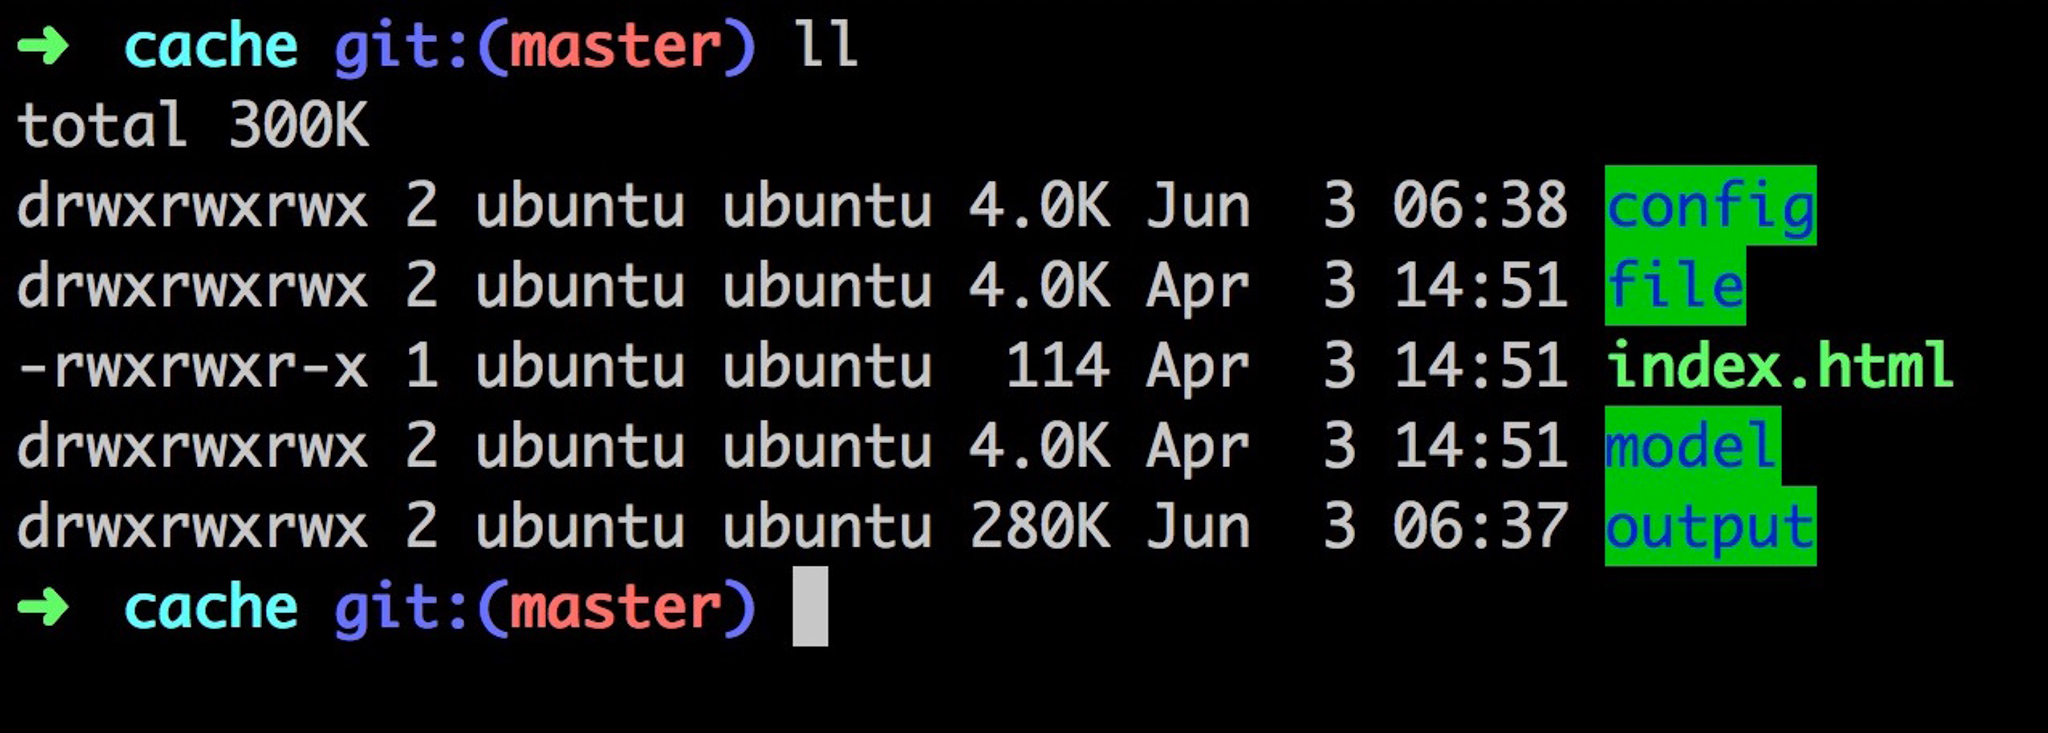 ➜  cache git:(master) ll
total 300K
drwxrwxrwx 2 ubuntu ubuntu 4.0K Jun  3 06:38 config
drwxrwxrwx 2 ubuntu ubuntu 4.0K Apr  3 14:51 file
-rwxrwxr-x 1 ubuntu ubuntu  114 Apr  3 14:51 index.html
drwxrwxrwx 2 ubuntu ubuntu 4.0K Apr  3 14:51 model
drwxrwxrwx 2 ubuntu ubuntu 280K Jun  3 06:37 output
➜  cache git:(master)